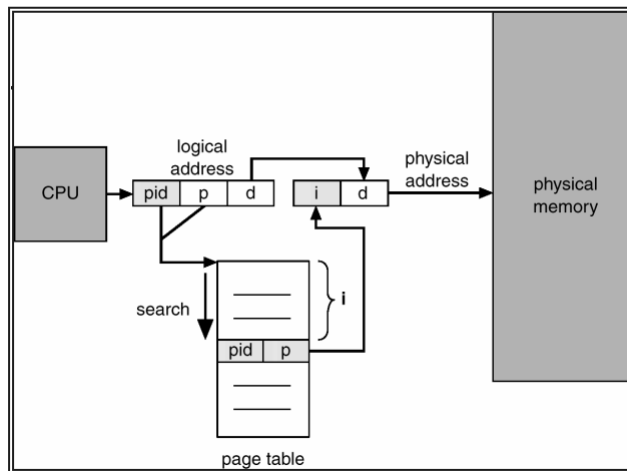 logical
address
physical
address
CPU
pid p d
i d
physical
memory
search
i
pid p
page table